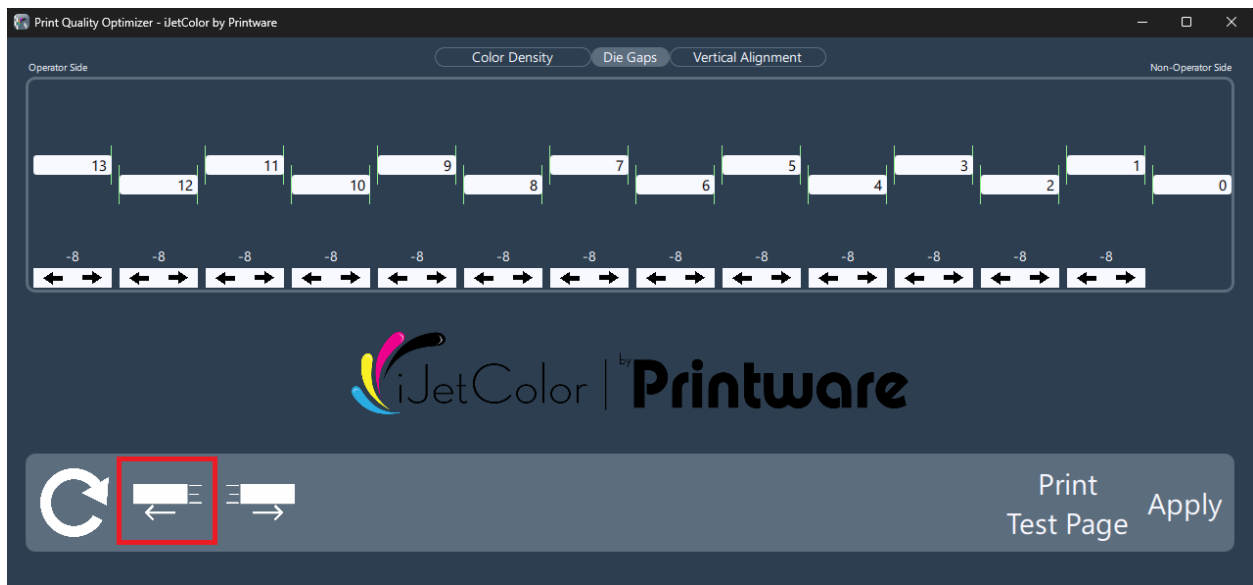 Print Quality Optimizer - iJetColor by Printware
Color Density Die Gaps Vertical Alignment
Operator Side Non-Operator Side
13 11 9 7 5 3 1
12 10 8 6 4 2 0
-8 -8 -8 -8 -8 -8 -8 -8 -8 -8 -8 -8 -8
iJetColor | by Printware
Print
Test Page
Apply